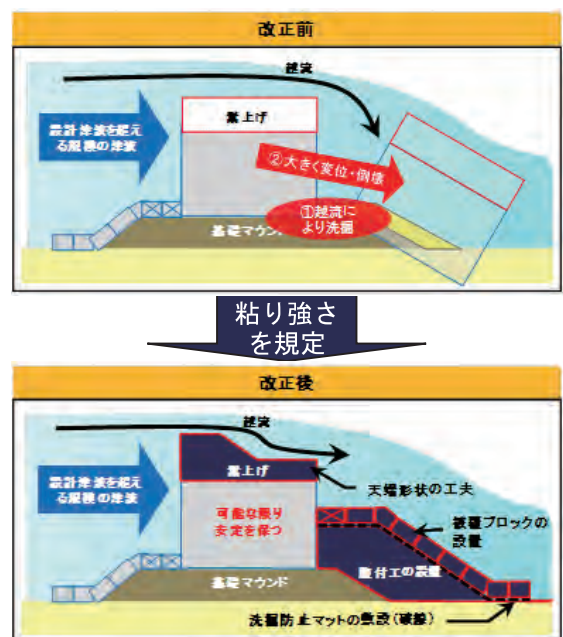 改正前
越流
設計津波を超え
る規模の津波
嵩上げ
②大きく変位・倒壊
①越流に
より洗掘
基礎マウンド
粘り強さ
を規定
改正後
越流
設計津波を超え
る規模の津波
嵩上げ
天端形状の工夫
可能な限り
安定を保つ
被覆ブロックの
設置
腹付工の設置
基礎マウンド
洗掘防止マットの敷設(破線)